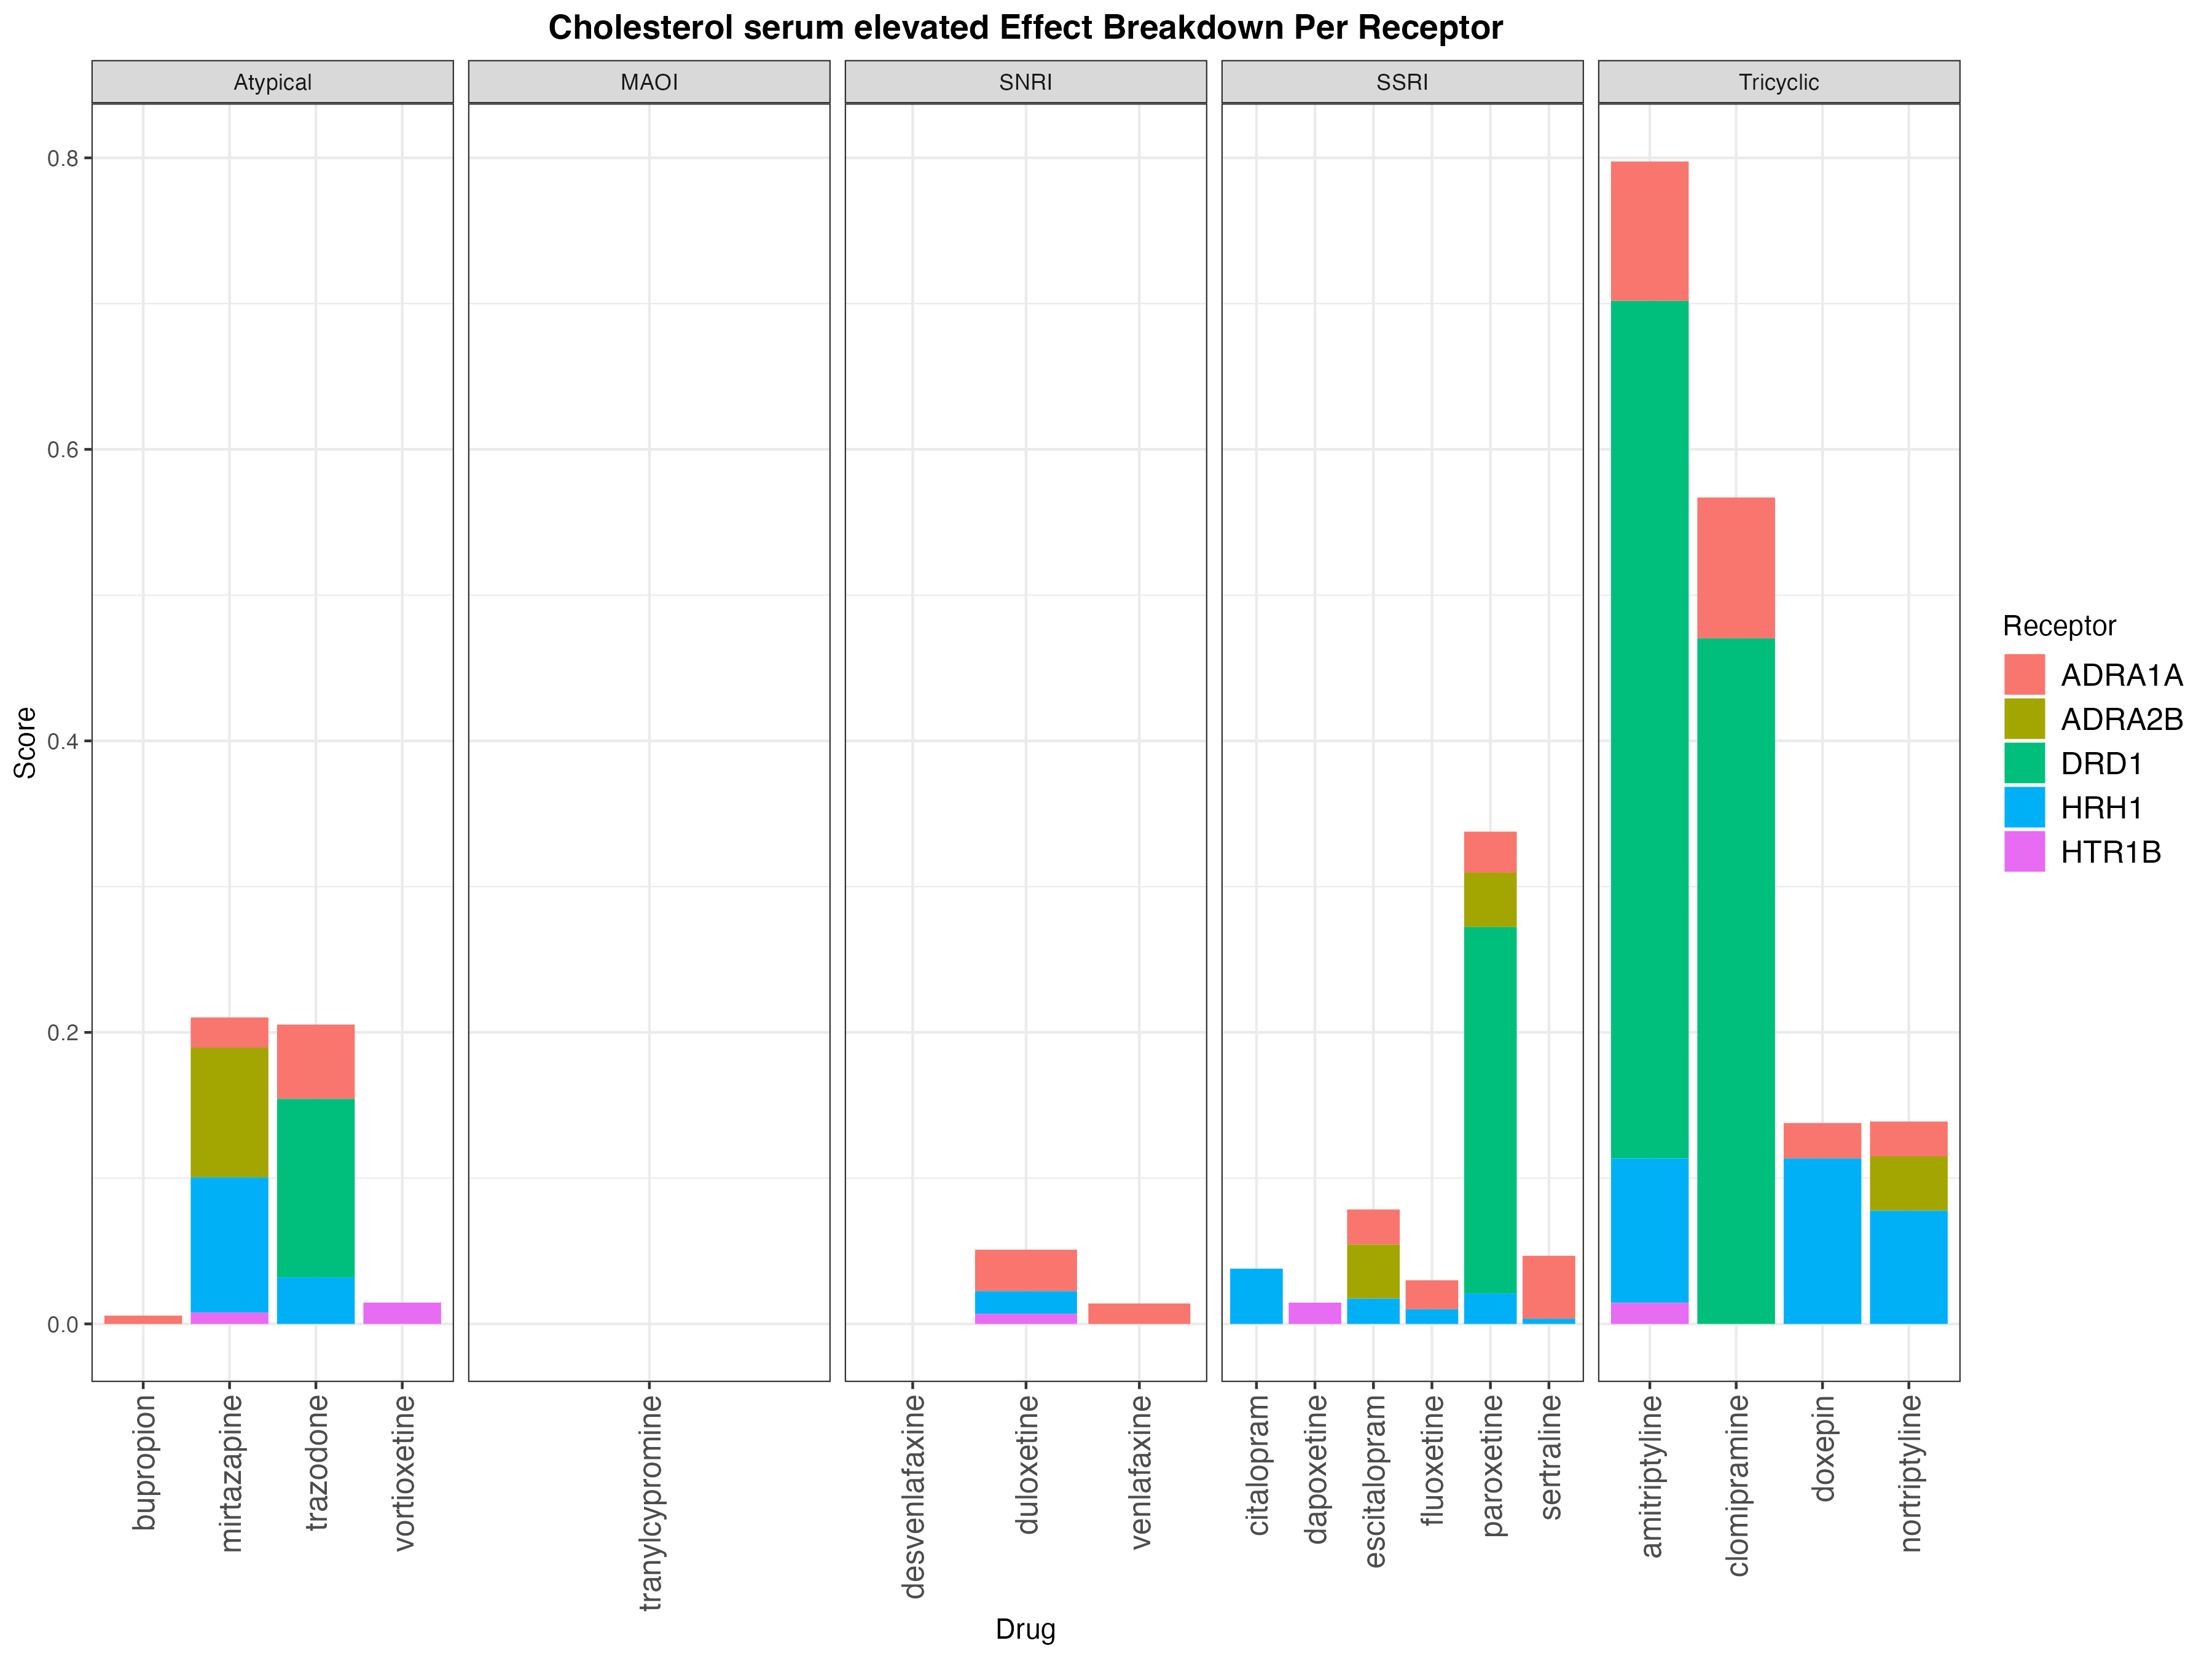 Cholesterol serum elevated Effect Breakdown Per Receptor
Atypical
MAOI
SNRI
SSRI
Tricyclic
0.8
0.6
0.4
0.2
0.0
Score
bupropion
mirtazapine
trazodone
vortioxetine
tranylcypromine
desvenlafaxine
duloxetine
venlafaxine
citalopram
dapoxetine
escitalopram
fluoxetine
paroxetine
sertraline
amitriptyline
clomipramine
doxepin
nortriptyline
Drug
Receptor
ADRA1A
ADRA2B
DRD1
HRH1
HTR1B